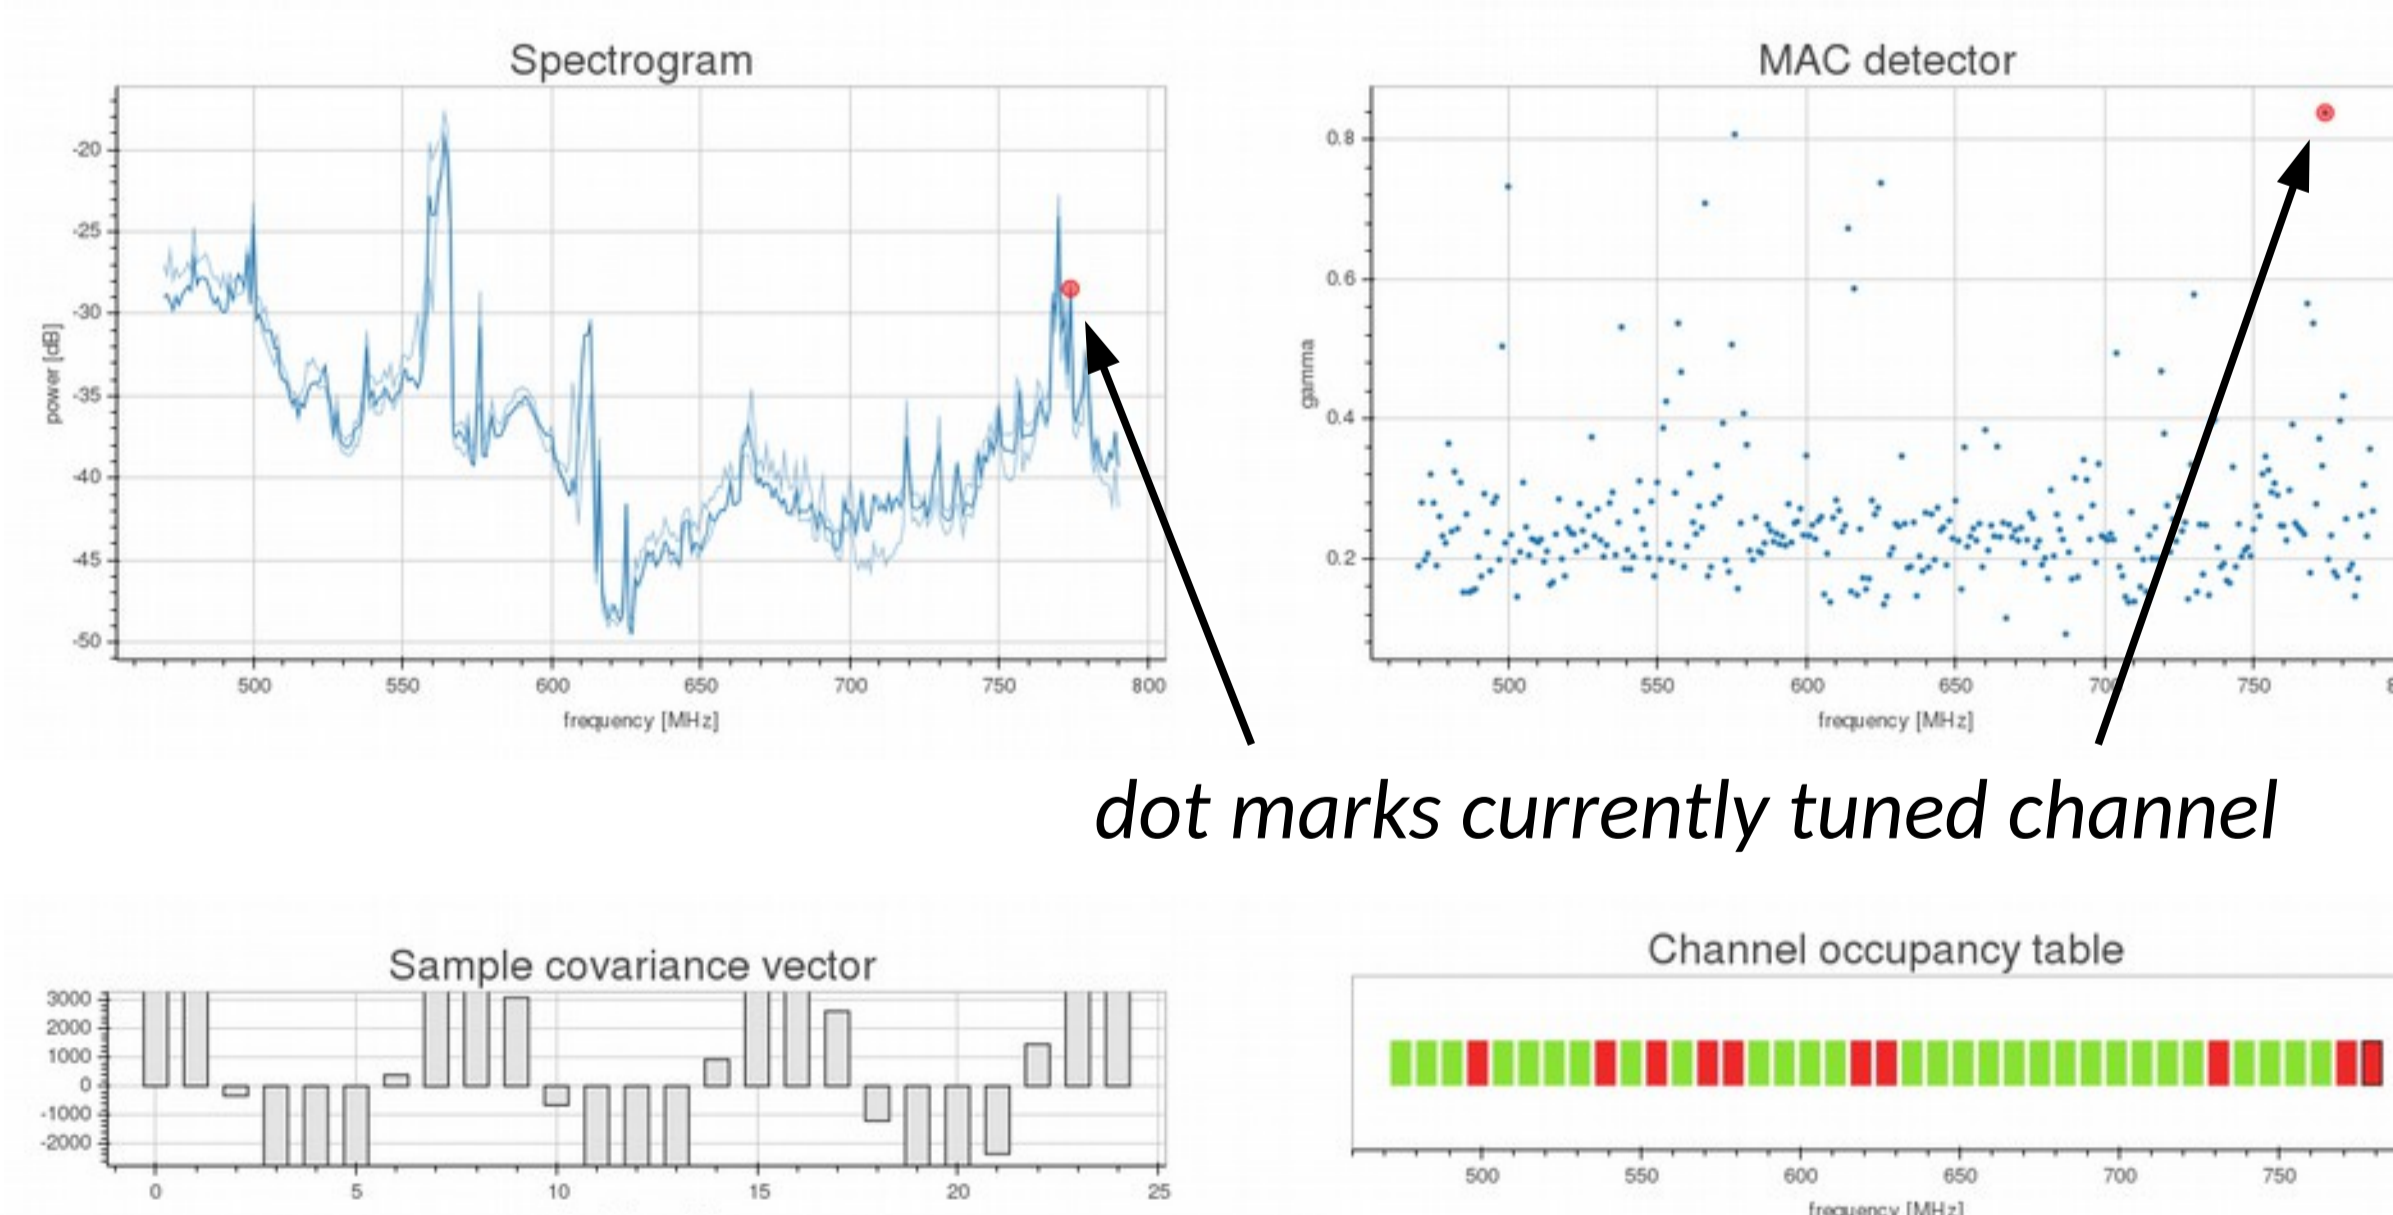 Spectrogram
-20
-25
-30
-35
-40
-45
-50
power [dB]
500 550 600 650 700 750 800
frequency [MHz]
MAC detector
0.8
0.6
0.4
0.2
gamma
500 550 600 650 700 750
frequency [MHz]
dot marks currently tuned channel
Sample covariance vector
3000
2000
1000
0
-1000
-2000
0 5 10 15 20 25
Channel occupancy table
500 550 600 650 700 750
frequency [MHz]